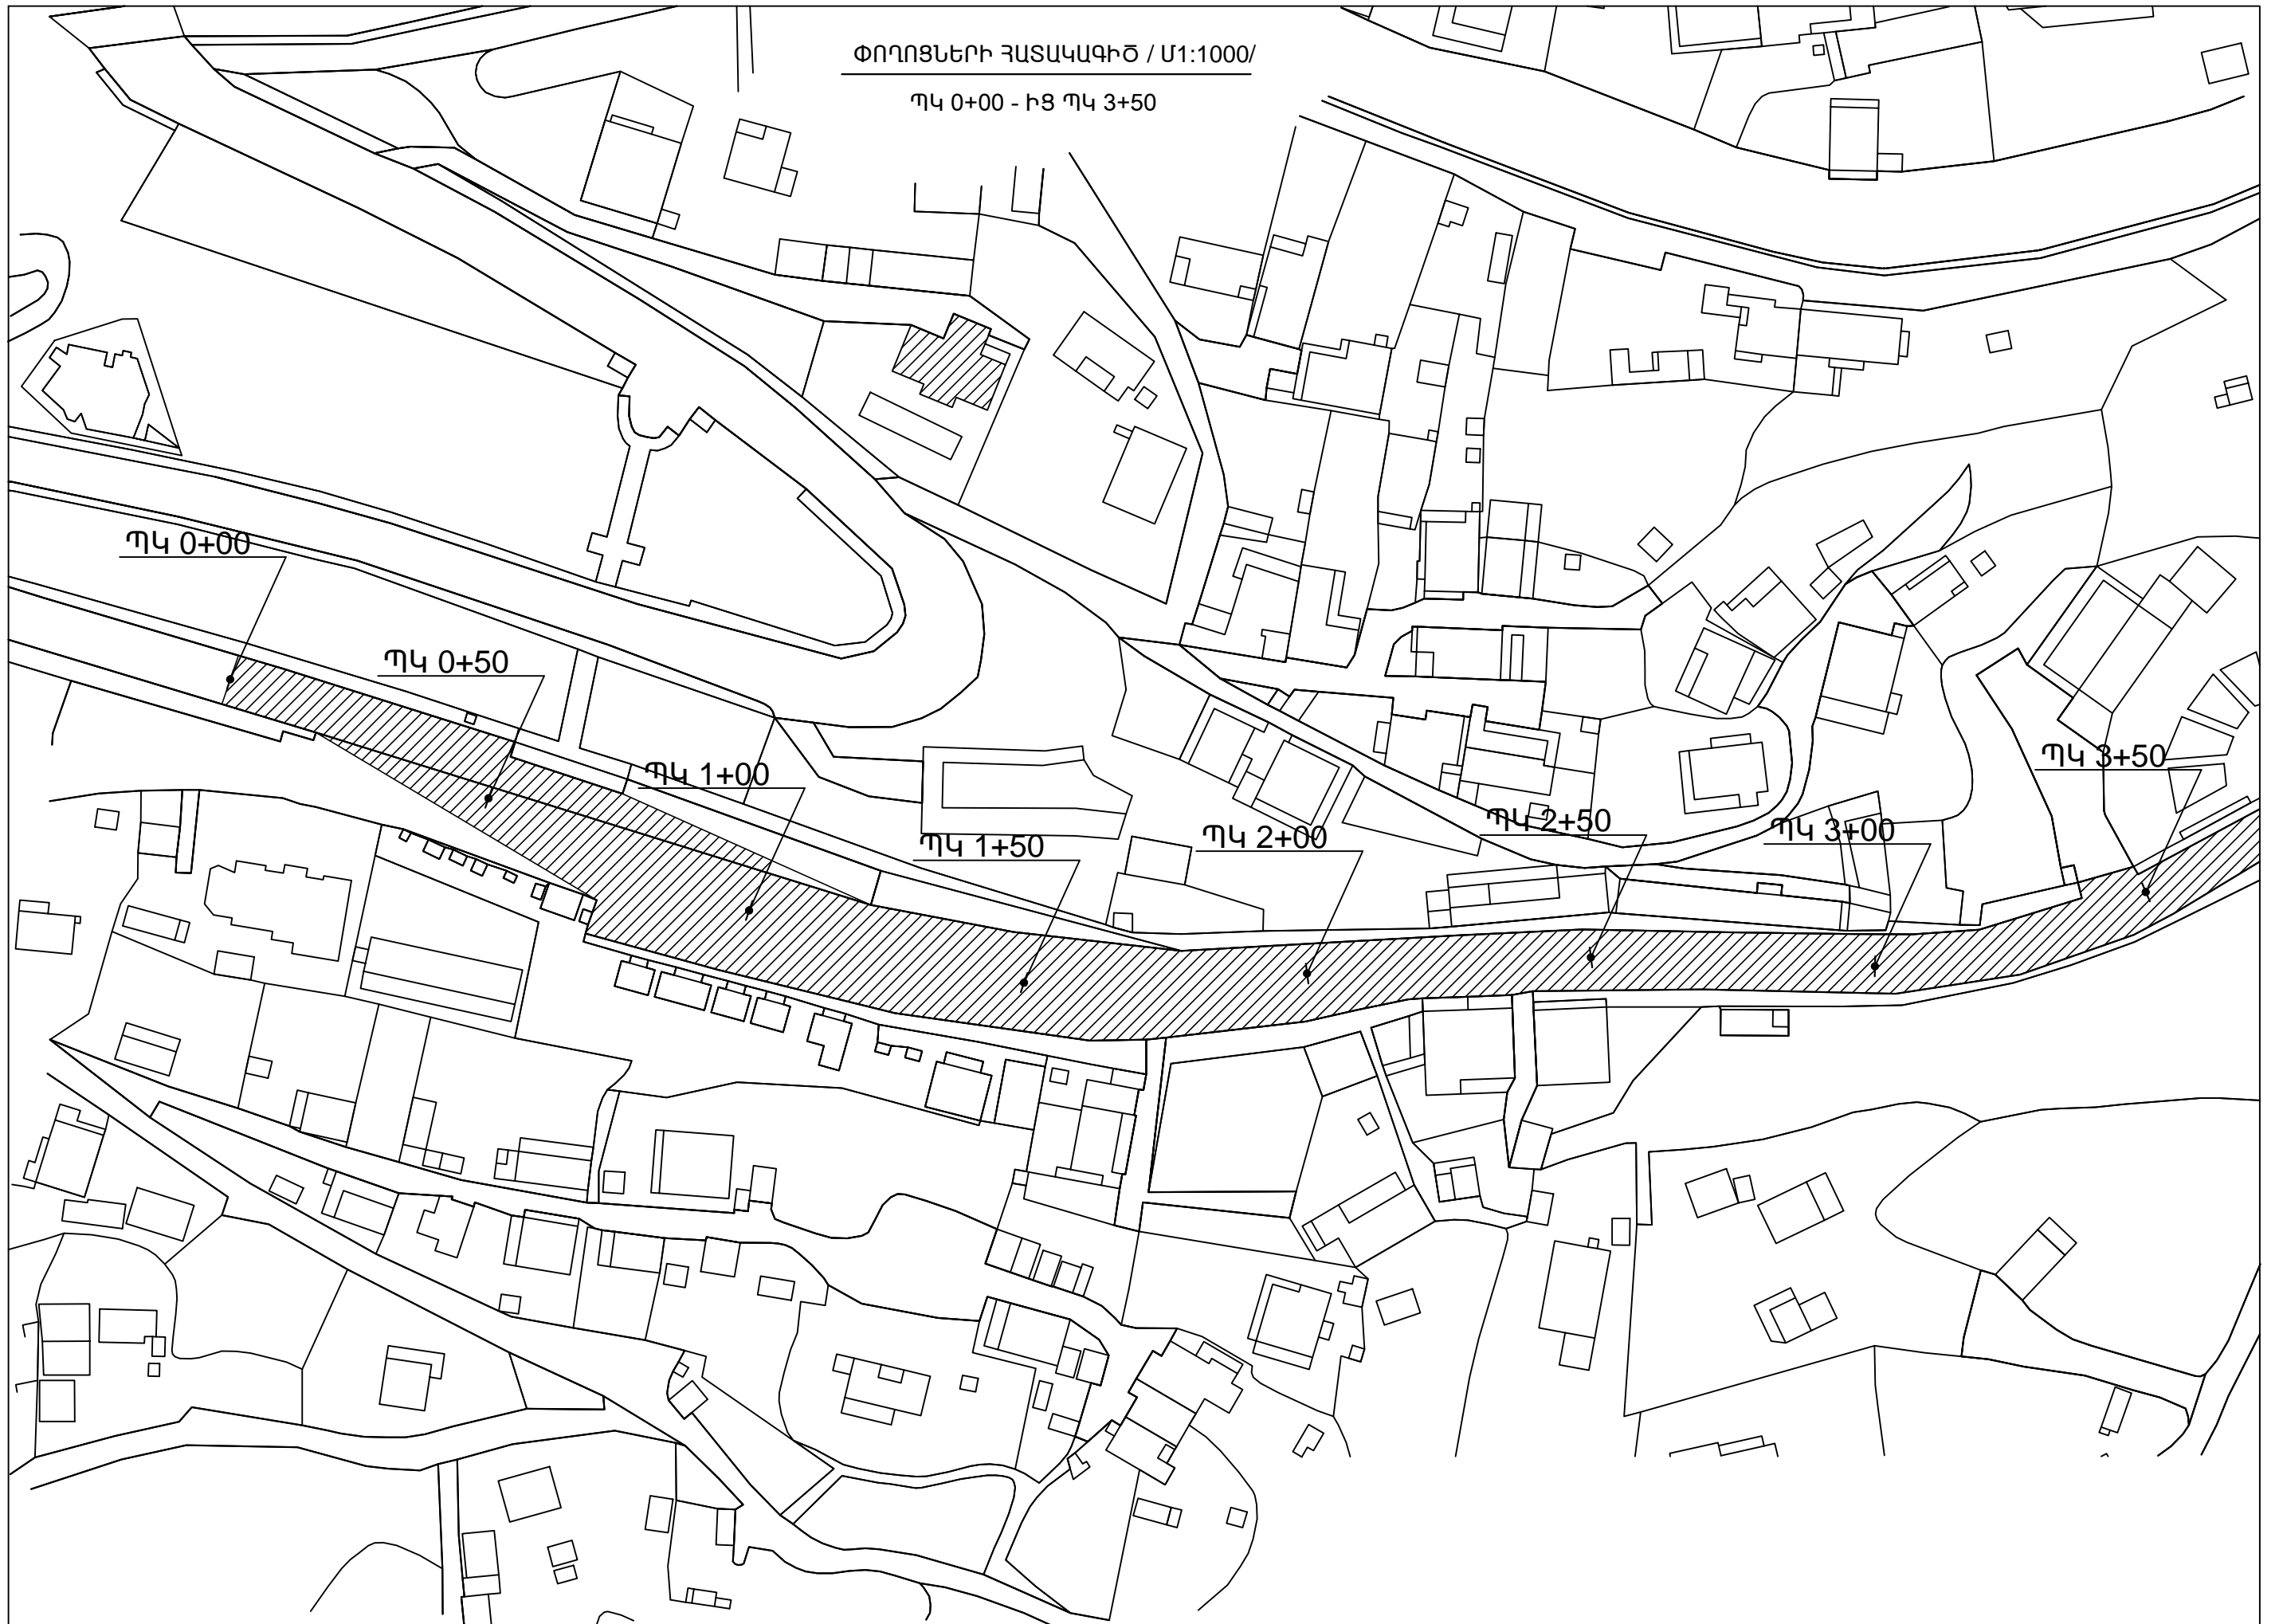 ՓՈՂՈՑՆԵՐԻ ՀԱՏԱԿԱԳԻԾ / Մ1:1000/
ՊԿ 0+00 - ԻՑ ՊԿ 3+50
ՊԿ 0+00
ՊԿ 0+50
ՊԿ 1+00
ՊԿ 1+50
ՊԿ 2+00
ՊԿ 2+50
ՊԿ 3+00
ՊԿ 3+50